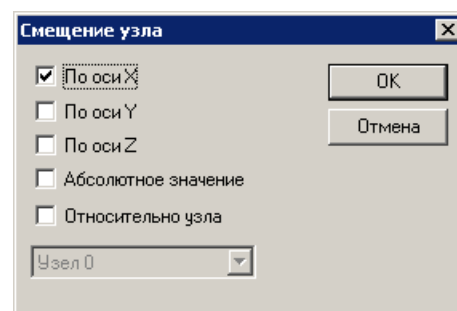 Смещение узла
По оси X
По оси Y
По оси Z
Абсолютное значение
Относительно узла
Узел 0
OK
Отмена